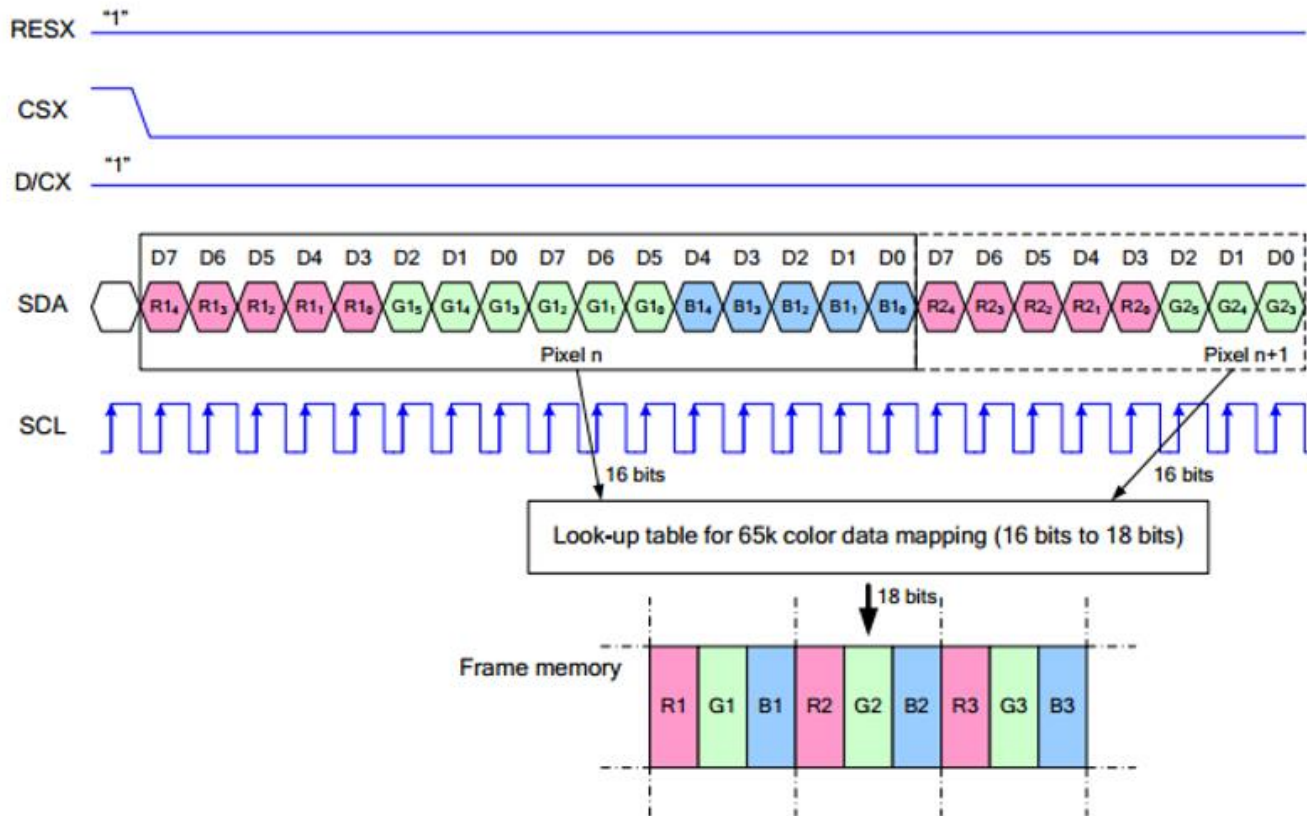 RESX "1"
CSX
D/CX "1"
D7 D6 D5 D4 D3 D2 D1 D0 D7 D6 D5 D4 D3 D2 D1 D0 D7 D6 D5 D4 D3 D2 D1 D0
SDA R1₄ R1₃ R1₂ R1₁ R1₀ G1₅ G1₄ G1₃ G1₂ G1₁ G1₀ B1₄ B1₃ B1₂ B1₁ B1₀ R2₄ R2₃ R2₂ R2₁ R2₀ G2₅ G2₄ G2₃
Pixel n Pixel n+1
SCL
16 bits 16 bits
Look-up table for 65k color data mapping (16 bits to 18 bits)
18 bits
Frame memory
R1 G1 B1 R2 G2 B2 R3 G3 B3